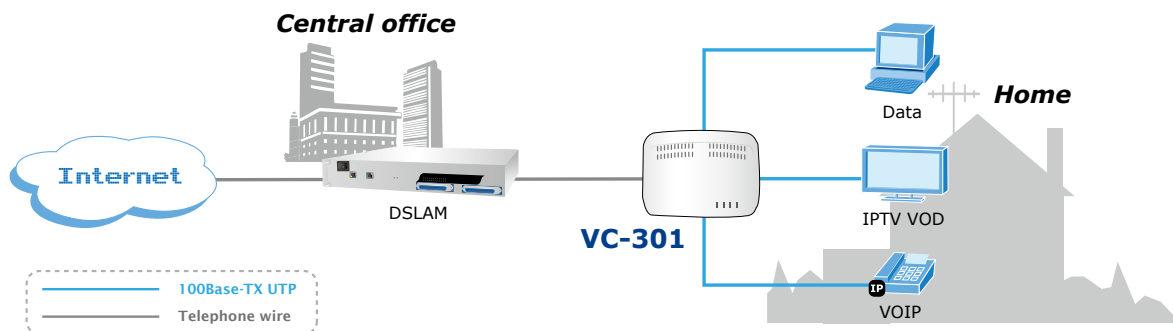 Central office
Home
Data
Internet
DSLAM
VC-301
IPTV VOD
IP
VOIP
100Base-TX UTP
Telephone wire